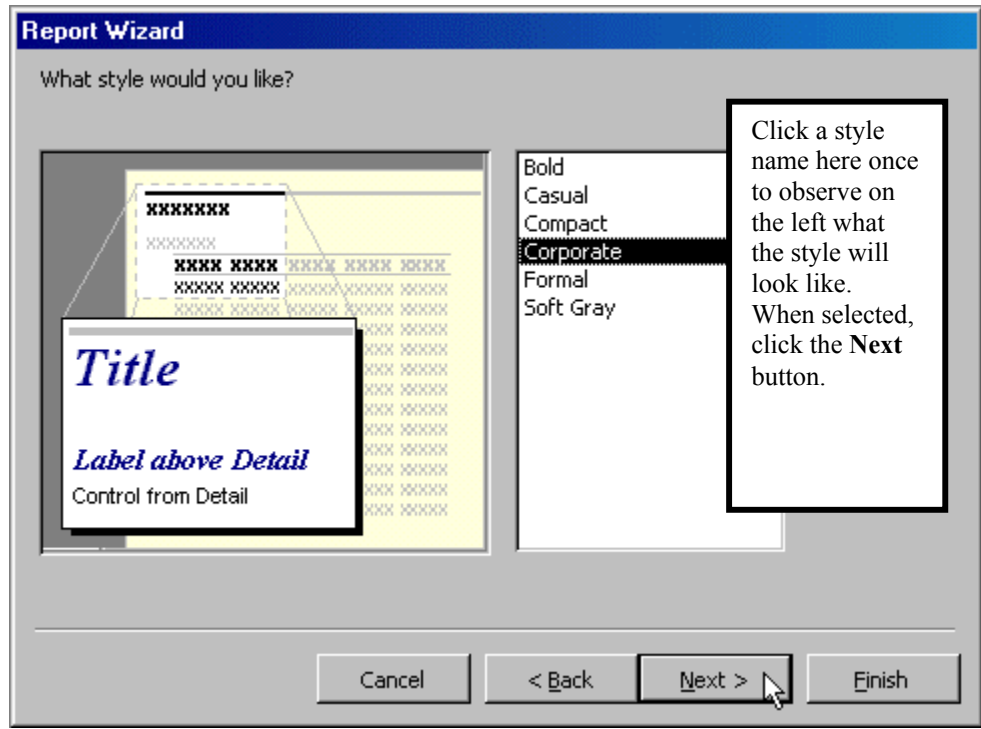 Report Wizard
What style would you like?
xxxxxxx
xxxxxxx
xxxx xxxx xxxx xxxx xxxx
xxxxx xxxxx xxxxx xxxxx xxxxx
Title
Label above Detail
Control from Detail
Bold
Casual
Compact
Corporate
Formal
Soft Gray
Click a style
name here once
to observe on
the left what
the style will
look like.
When selected,
click the Next
button.
Cancel
< Back
Next >
Finish